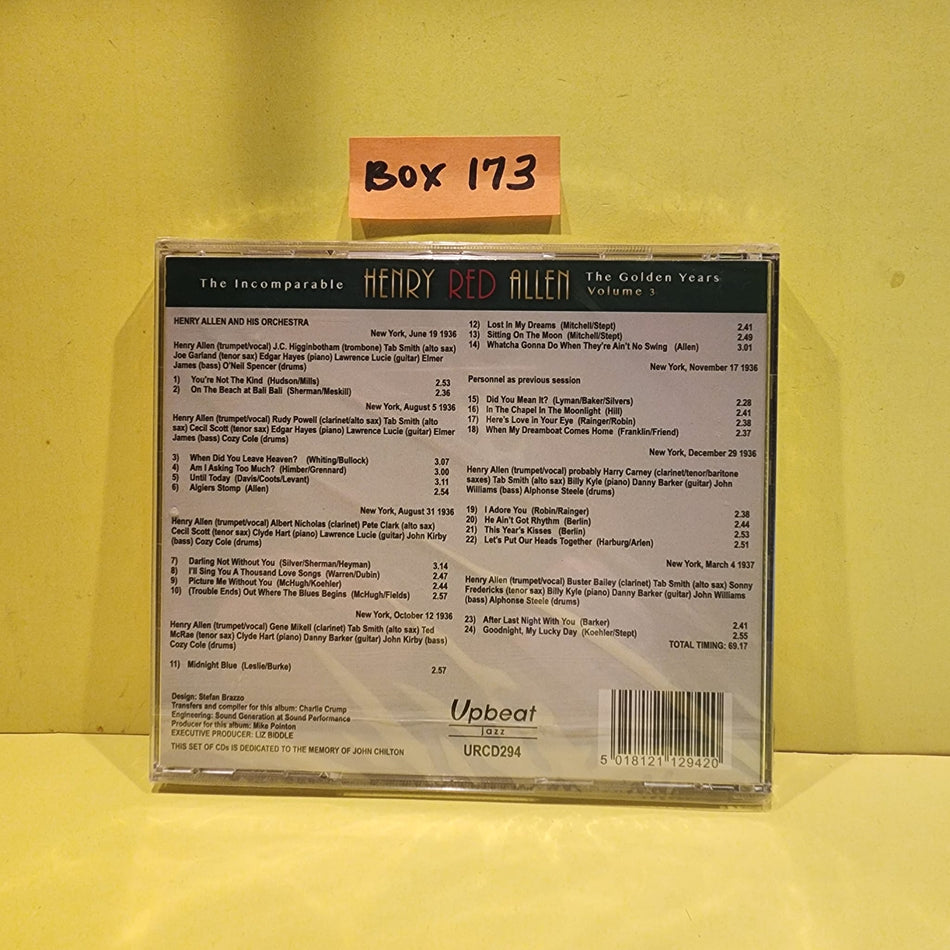 BOX 173
The Incomparable HENRY RED ALLEN The Golden Years
Volume 3
HENRY ALLEN AND HIS ORCHESTRA
New York, June 19 1936
Henry Allen (trumpet/vocal) J.C. Higginbotham (trombone) Tab Smith (alto sax)
Joe Garland (tenor sax) Edgar Hayes (piano) Lawrence Lucie (guitar) Elmer
James (bass) O'Neil Spencer (drums)
1) You're Not The Kind (Hudson/Mills) 2.53
2) On the Beach at Bali Bali (Sherman/Meskill) 2.36
New York, August 5 1936
Henry Allen (trumpet/vocal) Rudy Powell (clarinet/alto sax) Tab Smith (alto
sax) Cecil Scott (tenor sax) Edgar Hayes (piano) Lawrence Lucie (guitar) Elmer
James (bass) Cozy Cole (drums)
3) When Did You Leave Heaven? (Whiting/Bullock) 3.07
4) Am I Asking Too Much? (Himber/Grennard) 3.00
5) Until Today (Davis/Coots/Levant) 3.11
6) Algiers Stomp (Allen) 2.54
New York, August 31 1936
Henry Allen (trumpet/vocal) Albert Nicholas (clarinet) Pete Clark (alto sax)
Cecil Scott (tenor sax) Clyde Hart (piano) Lawrence Lucie (guitar) John Kirby
(bass) Cozy Cole (drums)
7) Darling Not Without You (Silver/Sherman/Heyman) 3.14
8) I'll Sing You A Thousand Love Songs (Warren/Dubin) 2.47
9) Picture Me Without You (McHugh/Koehler) 2.44
10) (Trouble Ends) Out Where The Blues Begins (McHugh/Fields) 2.57
New York, October 12 1936
Henry Allen (trumpet/vocal) Gene Mikell (clarinet) Tab Smith (alto sax) Ted
McRae (tenor sax) Clyde Hart (piano) Danny Barker (guitar) John Kirby (bass)
Cozy Cole (drums)
11) Midnight Blue (Leslie/Burke) 2.57
12) Lost In My Dreams (Mitchell/Stept) 2.41
13) Sitting On The Moon (Mitchell/Stept) 2.49
14) Whatcha Gonna Do When They're Ain't No Swing (Allen) 3.01
New York, November 17 1936
Personnel as previous session
15) Did You Mean It? (Lyman/Baker/Silvers) 2.28
16) In The Chapel In The Moonlight (Hill) 2.41
17) Here's Love in Your Eye (Rainger/Robin) 2.38
18) When My Dreamboat Comes Home (Franklin/Friend) 2.37
New York, December 29 1936
Henry Allen (trumpet/vocal) probably Harry Carney (clarinet/tenor/baritone
saxes) Tab Smith (alto sax) Billy Kyle (piano) Danny Barker (guitar) John
Williams (bass) Alphonse Steele (drums)
19) I Adore You (Robin/Rainger) 2.38
20) He Ain't Got Rhythm (Berlin) 2.44
21) This Year's Kisses (Berlin) 2.53
22) Let's Put Our Heads Together (Harburg/Arlen) 2.51
New York, March 4 1937
Henry Allen (trumpet/vocal) Buster Bailey (clarinet) Tab Smith (alto sax) Sonny
Fredericks (tenor sax) Billy Kyle (piano) Danny Barker (guitar) John Williams
(bass) Alphonse Steele (drums)
23) After Last Night With You (Barker) 2.41
24) Goodnight, My Lucky Day (Koehler/Stept) 2.55
TOTAL TIMING: 69.17
Design: Stefan Brazzo
Transfers and compiler for this album: Charlie Crump
Engineering: Sound Generation at Sound Performance
Producer for this album: Mike Pointon
EXECUTIVE PRODUCER: LIZ BIDDLE
THIS SET OF CDs IS DEDICATED TO THE MEMORY OF JOHN CHILTON
Upbeat
jazz
URCD294
5 018121 129420